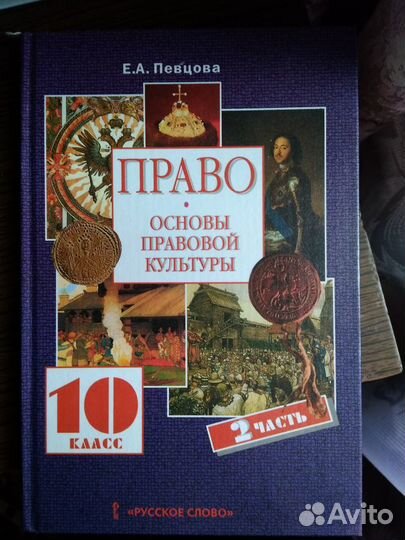 Е.А. Певцова
ПРАВО
ОСНОВЫ
ПРАВОВОЙ
КУЛЬТУРЫ
10
КЛАСС
2 ЧАСТЬ
«РУССКОЕ СЛОВО»
Avito